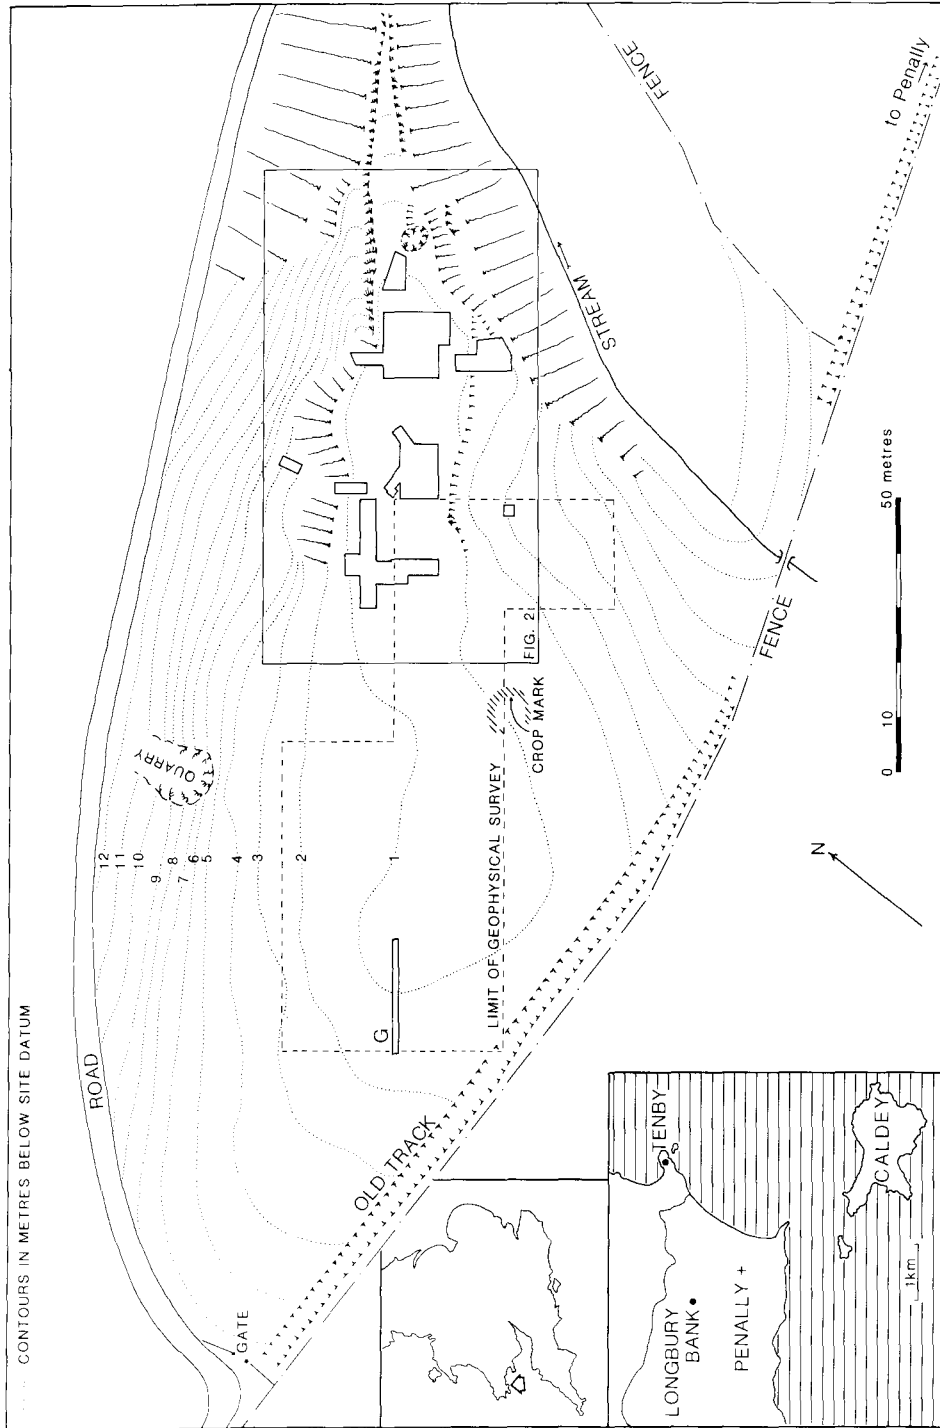 CONTOURS IN METRES BELOW SITE DATUM
ROAD
GATE
OLD TRACK
QUARRY
12
11
10
9
8
7
6
5
4
3
2
1
G
LIMIT OF GEOPHYSICAL SURVEY
CROP MARK
FIG. 2
STREAM
FENCE
FENCE
to Penally
N
0
10
50 metres
LONGBURY
BANK
PENALLY +
TENBY
CALDEY
1km